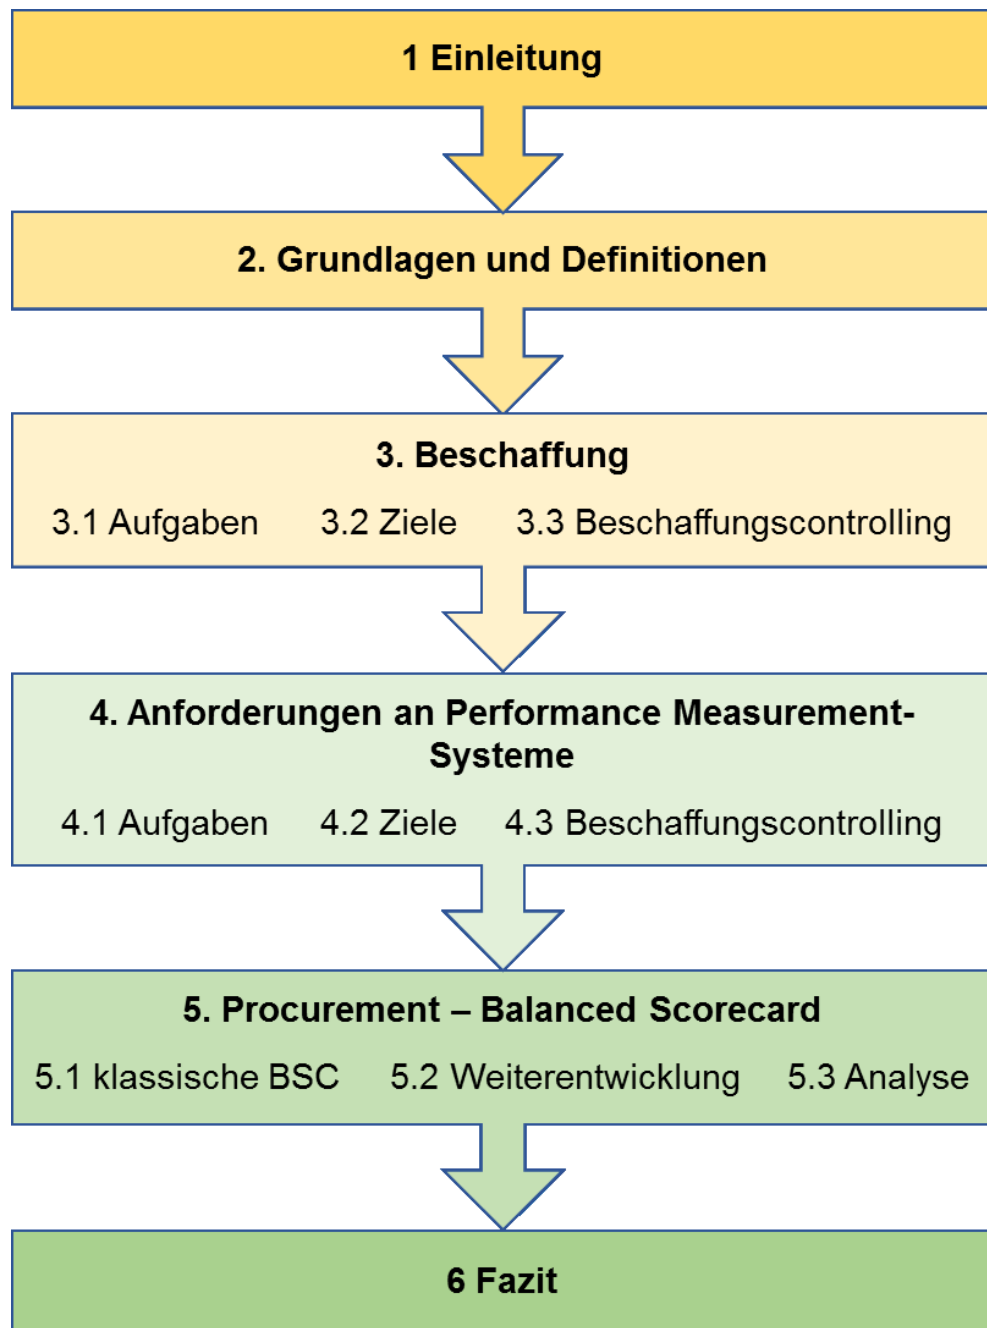 1 Einleitung
2. Grundlagen und Definitionen
3. Beschaffung
3.1 Aufgaben 3.2 Ziele 3.3 Beschaffungscontrolling
4. Anforderungen an Performance Measurement-
Systeme
4.1 Aufgaben 4.2 Ziele 4.3 Beschaffungscontrolling
5. Procurement – Balanced Scorecard
5.1 klassische BSC 5.2 Weiterentwicklung 5.3 Analyse
6 Fazit